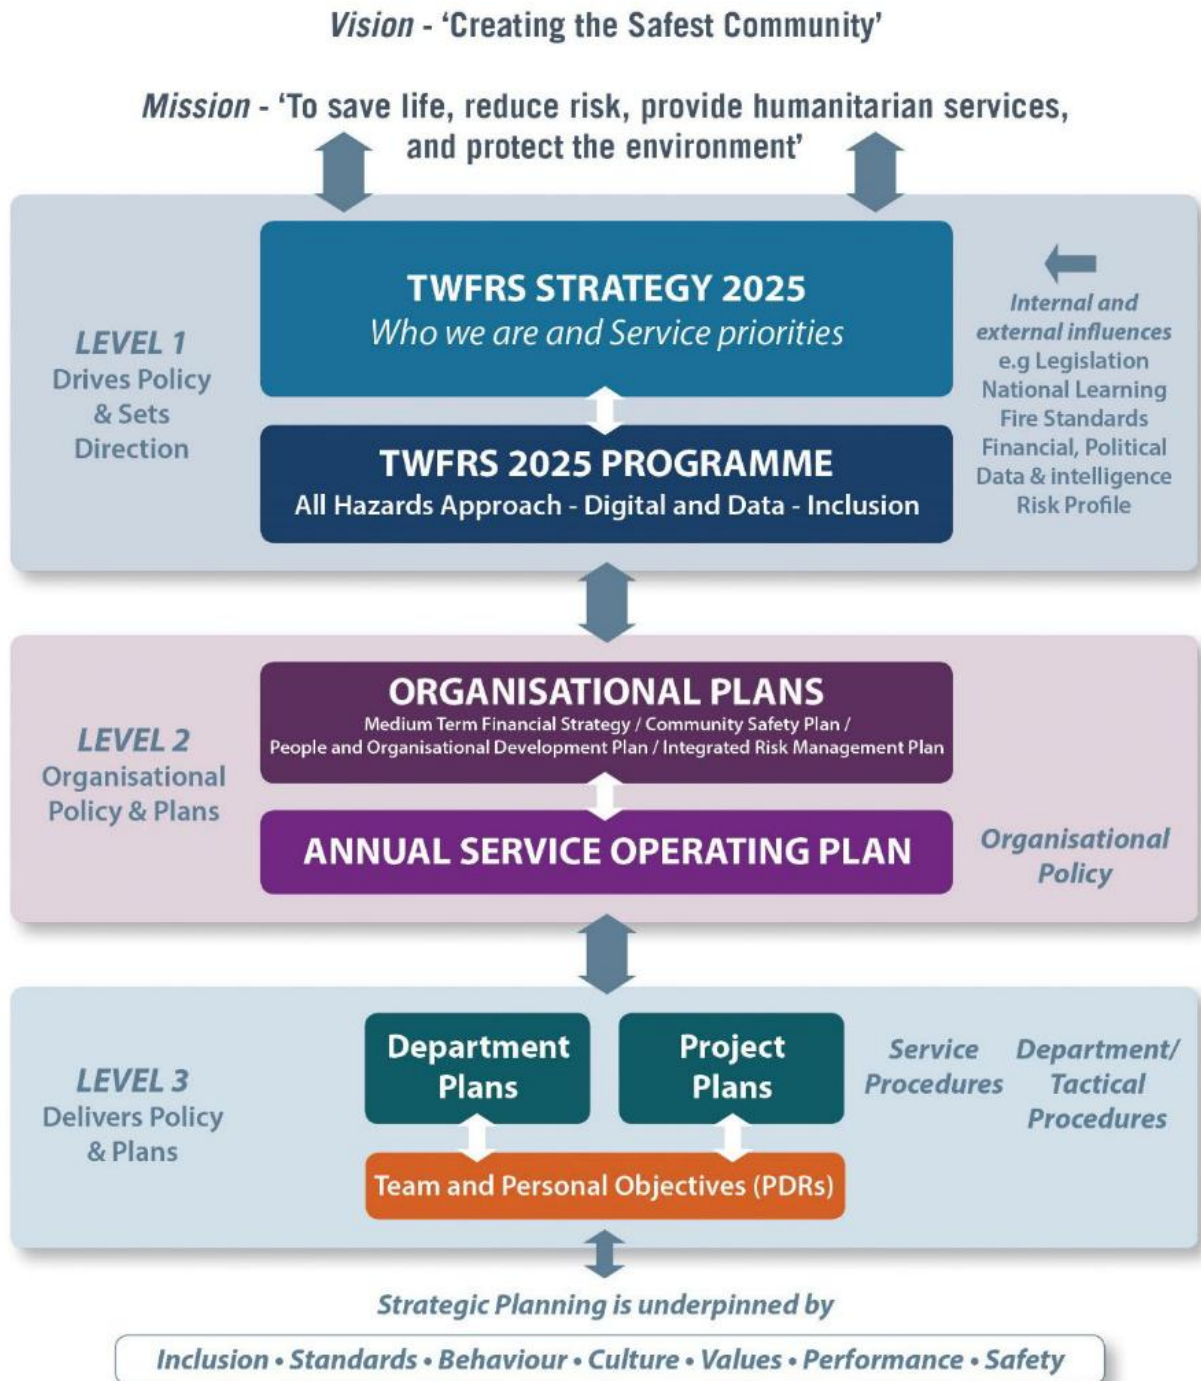 Vision - ‘Creating the Safest Community’
Mission - ‘To save life, reduce risk, provide humanitarian services,
and protect the environment’
LEVEL 1
Drives Policy
& Sets
Direction
TWFRS STRATEGY 2025
Who we are and Service priorities
TWFRS 2025 PROGRAMME
All Hazards Approach - Digital and Data - Inclusion
Internal and
external influences
e.g Legislation
National Learning
Fire Standards
Financial, Political
Data & intelligence
Risk Profile
LEVEL 2
Organisational
Policy & Plans
ORGANISATIONAL PLANS
Medium Term Financial Strategy / Community Safety Plan /
People and Organisational Development Plan / Integrated Risk Management Plan
ANNUAL SERVICE OPERATING PLAN
Organisational
Policy
LEVEL 3
Delivers Policy
& Plans
Department
Plans
Project
Plans
Team and Personal Objectives (PDRs)
Service
Procedures
Department/
Tactical
Procedures
Strategic Planning is underpinned by
Inclusion • Standards • Behaviour • Culture • Values • Performance • Safety